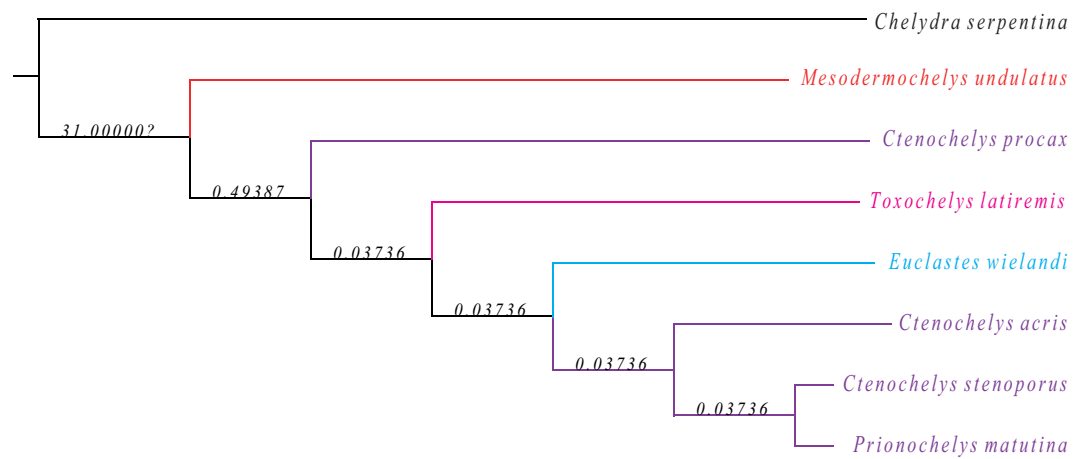 Chelydra serpentina
Mesodermochelys undulatus
31.00000?
Ctenochelys procax
0.49387
Toxochelys latiremis
0.03736
Euclastes wielandi
0.03736
Ctenochelys acris
0.03736
Ctenochelys stenoporus
0.03736
Prionochelys matutina